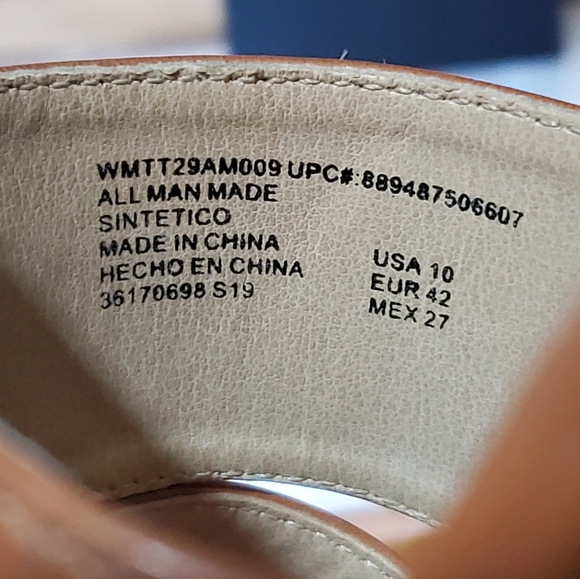 WMTT29AM009 UPC#:889487506607
ALL MAN MADE
SINTETICO
MADE IN CHINA
HECHO EN CHINA
36170698 S19
USA 10
EUR 42
MEX 27